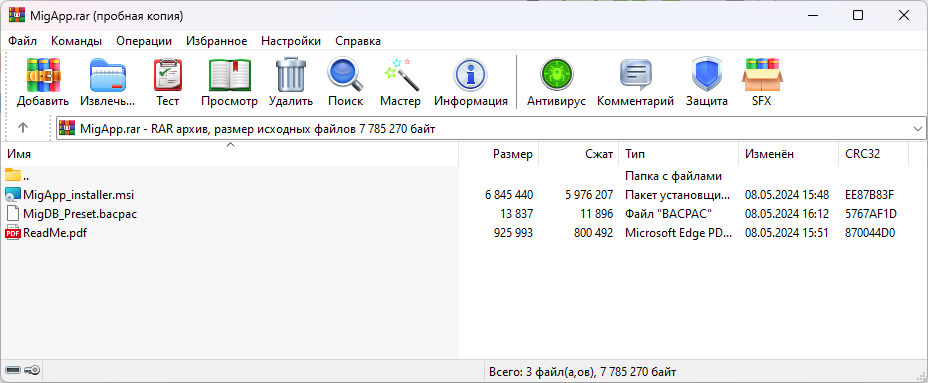 MigApp.rar (пробная копия)
Файл Команды Операции Избранное Настройки Справка
Добавить Извлечь... Тест Просмотр Удалить Поиск Мастер Информация Антивирус Комментарий Защита SFX
MigApp.rar - RAR архив, размер исходных файлов 7 785 270 байт
Имя Размер Сжат Тип Изменён CRC32
.. Папка с файлами
MigApp_installer.msi 6 845 440 5 976 207 Пакет установщи... 08.05.2024 15:48 EE87B83F
MigDB_Preset.bacpac 13 837 11 896 Файл "BACPAC" 08.05.2024 16:12 5767AF1D
PDF ReadMe.pdf 925 993 800 492 Microsoft Edge PD... 08.05.2024 15:51 870044D0
Всего: 3 файл(а,ов), 7 785 270 байт